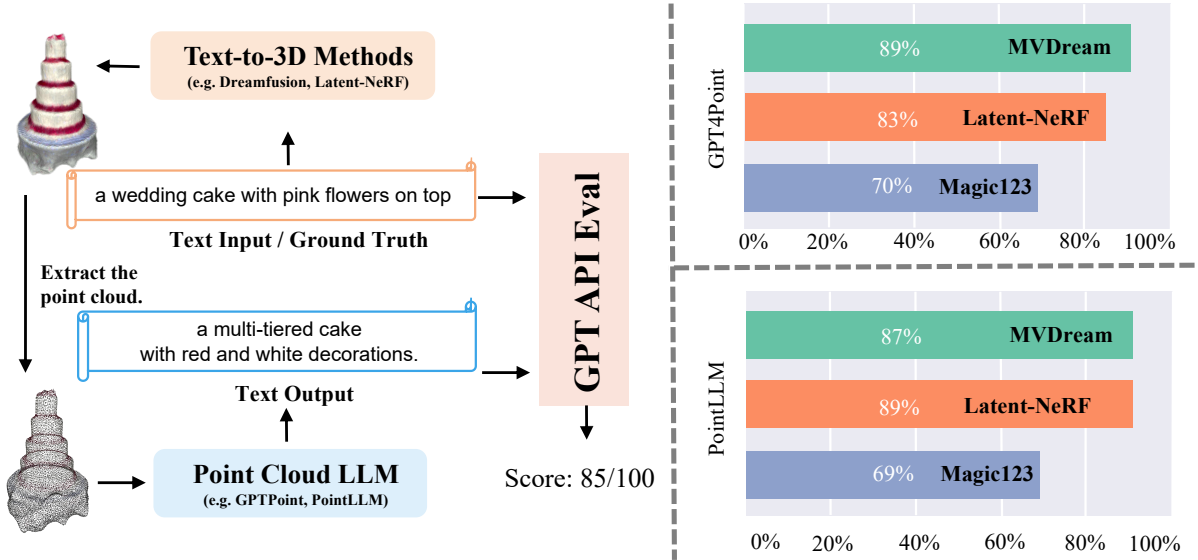 Text-to-3D Methods
(e.g. Dreamfusion, Latent-NeRF)
a wedding cake with pink flowers on top
Text Input / Ground Truth
Extract the
point cloud.
a multi-tiered cake
with red and white decorations.
Text Output
Point Cloud LLM
(e.g. GPTPoint, PointLLM)
GPT API Eval
Score: 85/100
GPT4Point
89% MVDream
83% Latent-NeRF
70% Magic123
0% 20% 40% 60% 80% 100%
PointLLM
87% MVDream
89% Latent-NeRF
69% Magic123
0% 20% 40% 60% 80% 100%